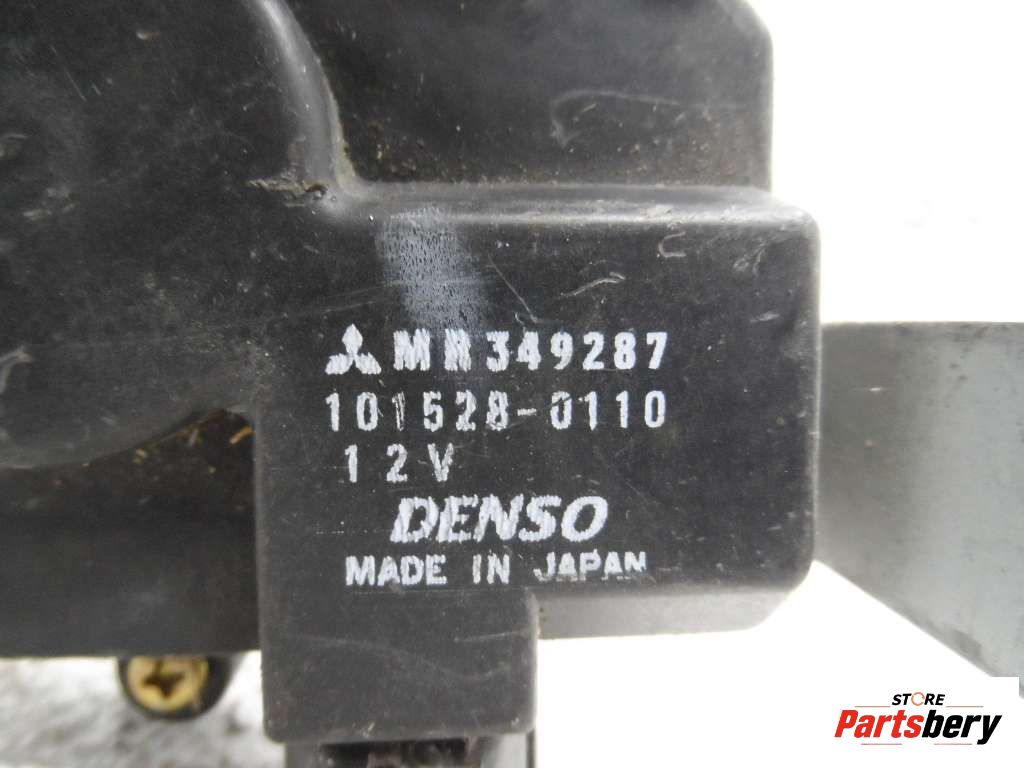 MR349287
101528-0110
12V
DENSO
MADE IN JAPAN
STORE
Partsbery